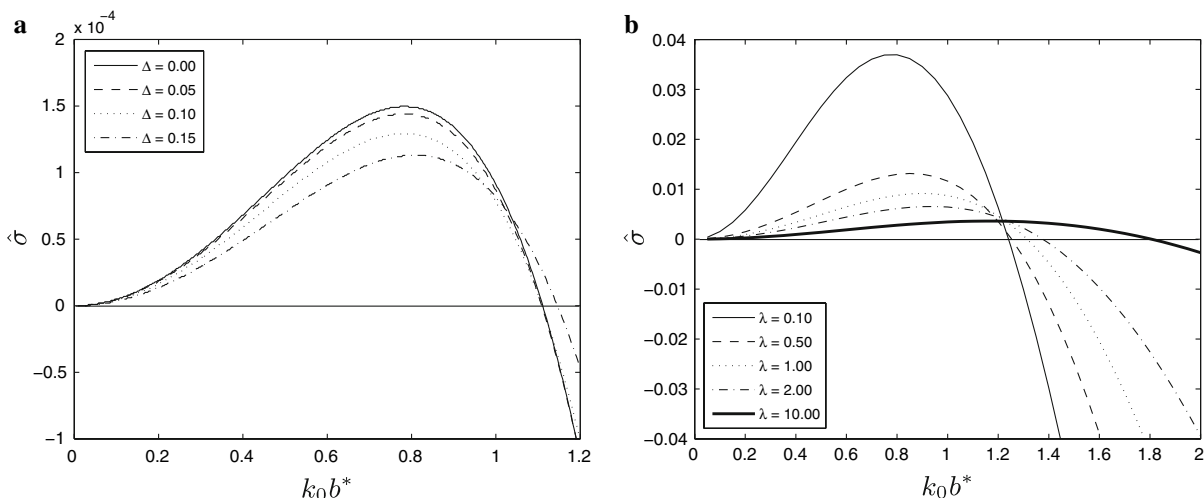 a
× 10⁻⁴
2
1.5
1
0.5
0
−0.5
−1
σ̂
Δ = 0.00
Δ = 0.05
Δ = 0.10
Δ = 0.15
0 0.2 0.4 0.6 0.8 1 1.2
k₀b*
b
0.04
0.03
0.02
0.01
0
−0.01
−0.02
−0.03
−0.04
σ̂
λ = 0.10
λ = 0.50
λ = 1.00
λ = 2.00
λ = 10.00
0 0.2 0.4 0.6 0.8 1 1.2 1.4 1.6 1.8 2
k₀b*